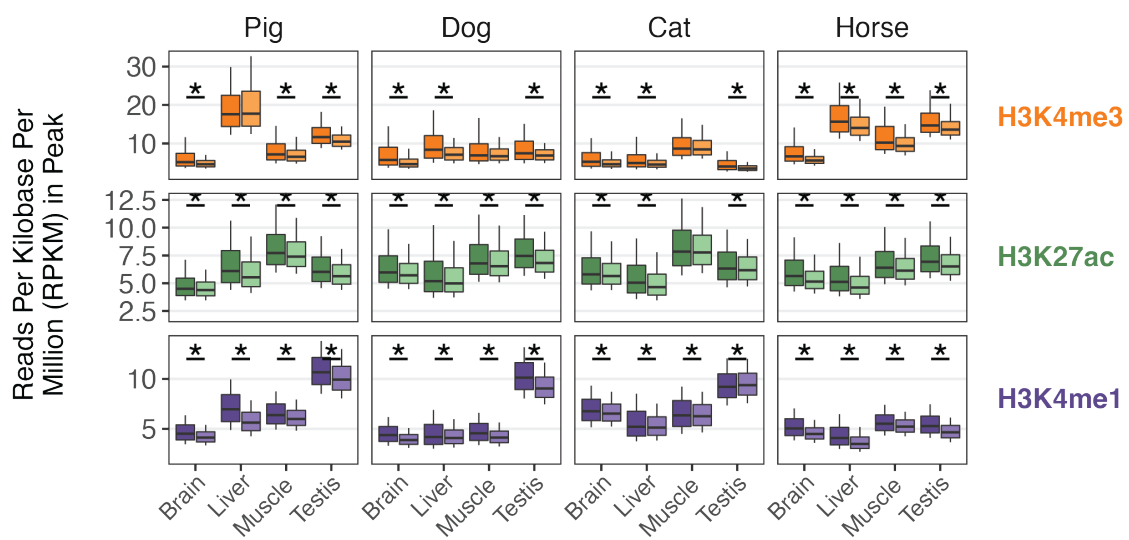 Pig Dog Cat Horse
Reads Per Kilobase Per
Million (RPKM) in Peak
30
20
10
* * *
* * *
* * *
* * * *
H3K4me3
12.5
10.0
7.5
5.0
2.5
* * * *
* * * *
* * *
* * * *
H3K27ac
10
5
* * * *
* * * *
* * * *
* * * *
H3K4me1
Brain Liver Muscle Testis Brain Liver Muscle Testis Brain Liver Muscle Testis Brain Liver Muscle Testis